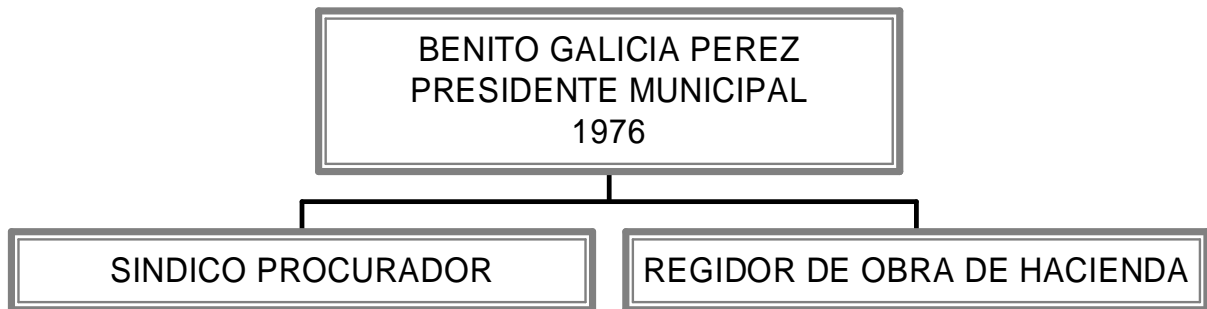 BENITO GALICIA PEREZ
PRESIDENTE MUNICIPAL
1976
SINDICO PROCURADOR
REGIDOR DE OBRA DE HACIENDA